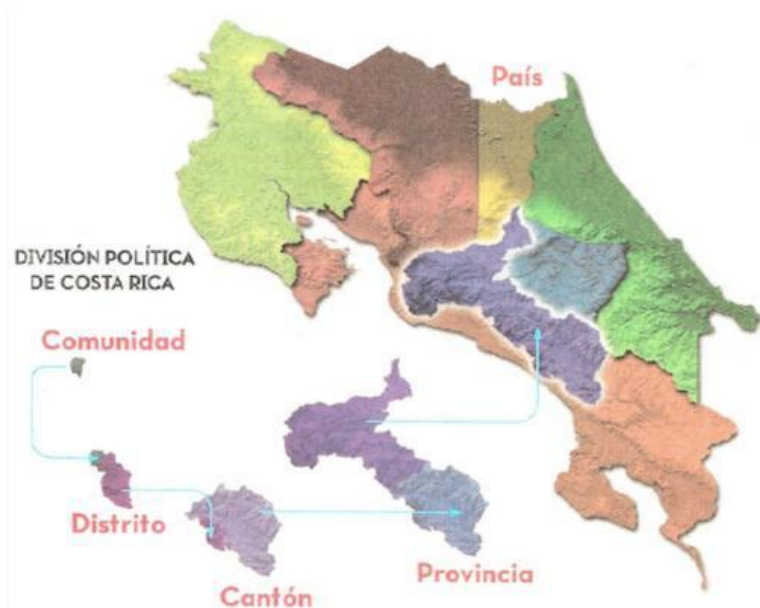 País
DIVISIÓN POLÍTICA
DE COSTA RICA
Comunidad
Distrito
Cantón
Provincia